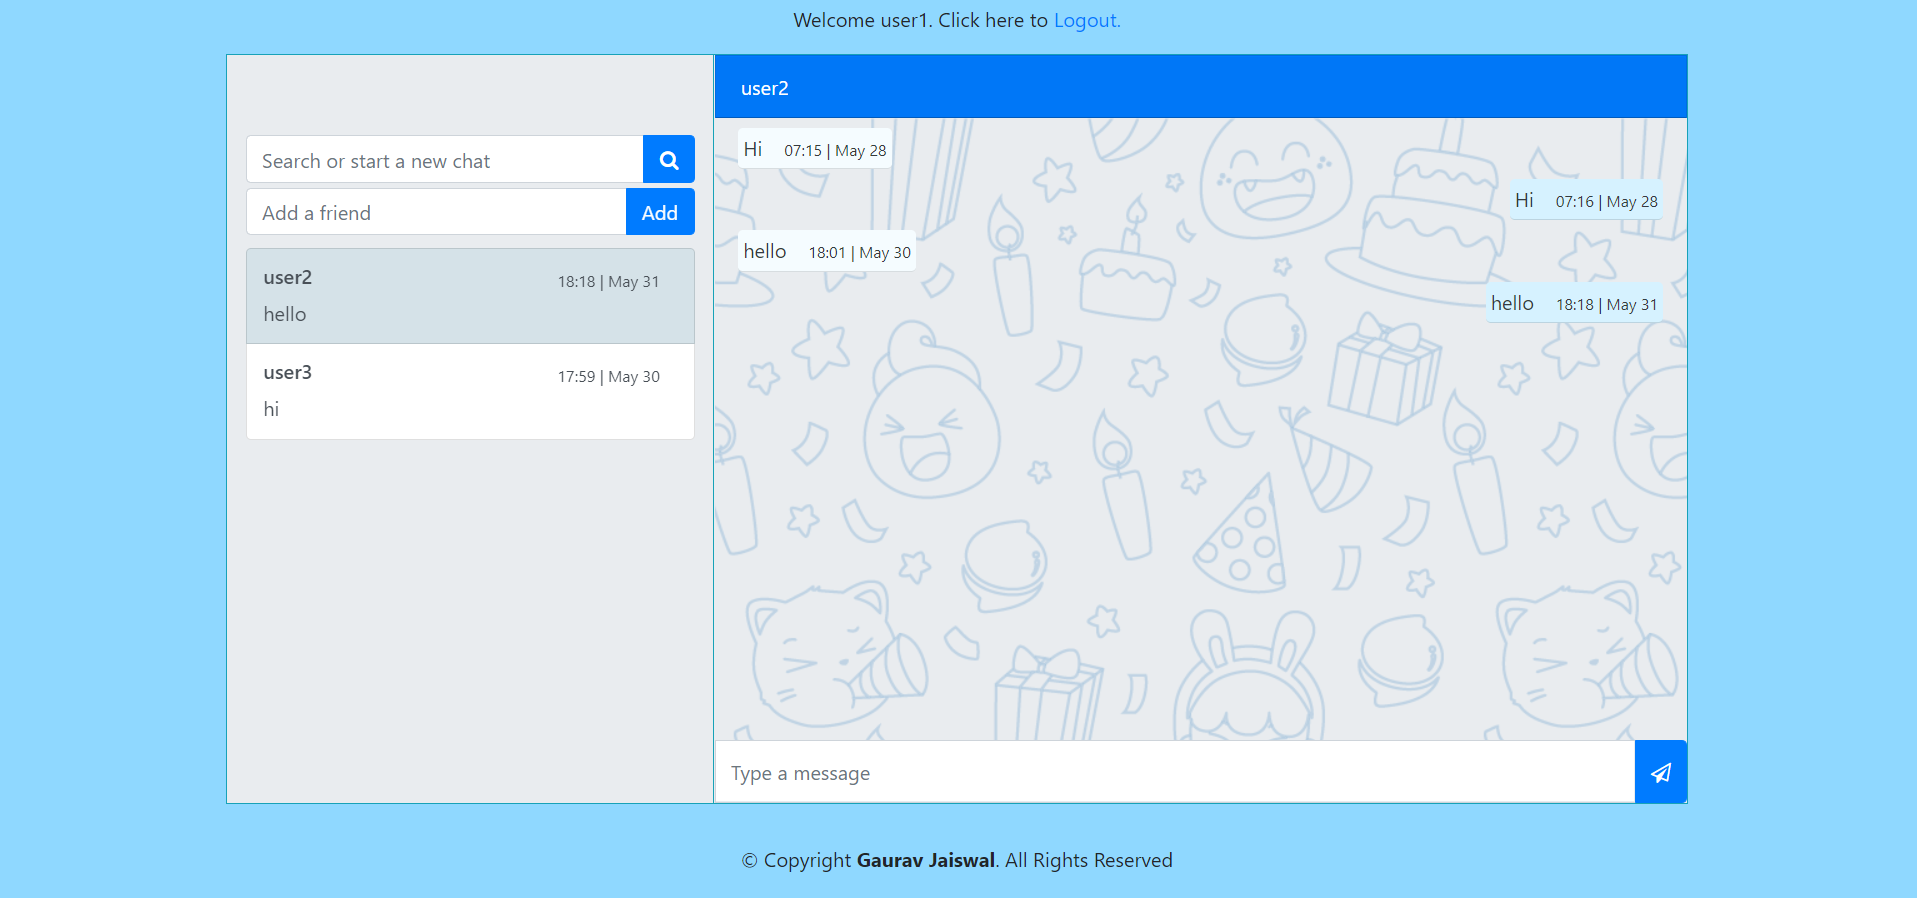 Welcome user1. Click here to Logout.
Search or start a new chat
Add a friend
Add
user2
18:18 | May 31
hello
user3
17:59 | May 30
hi
user2
Hi 07:15 | May 28
Hi 07:16 | May 28
hello 18:01 | May 30
hello 18:18 | May 31
Type a message
© Copyright Gaurav Jaiswal. All Rights Reserved